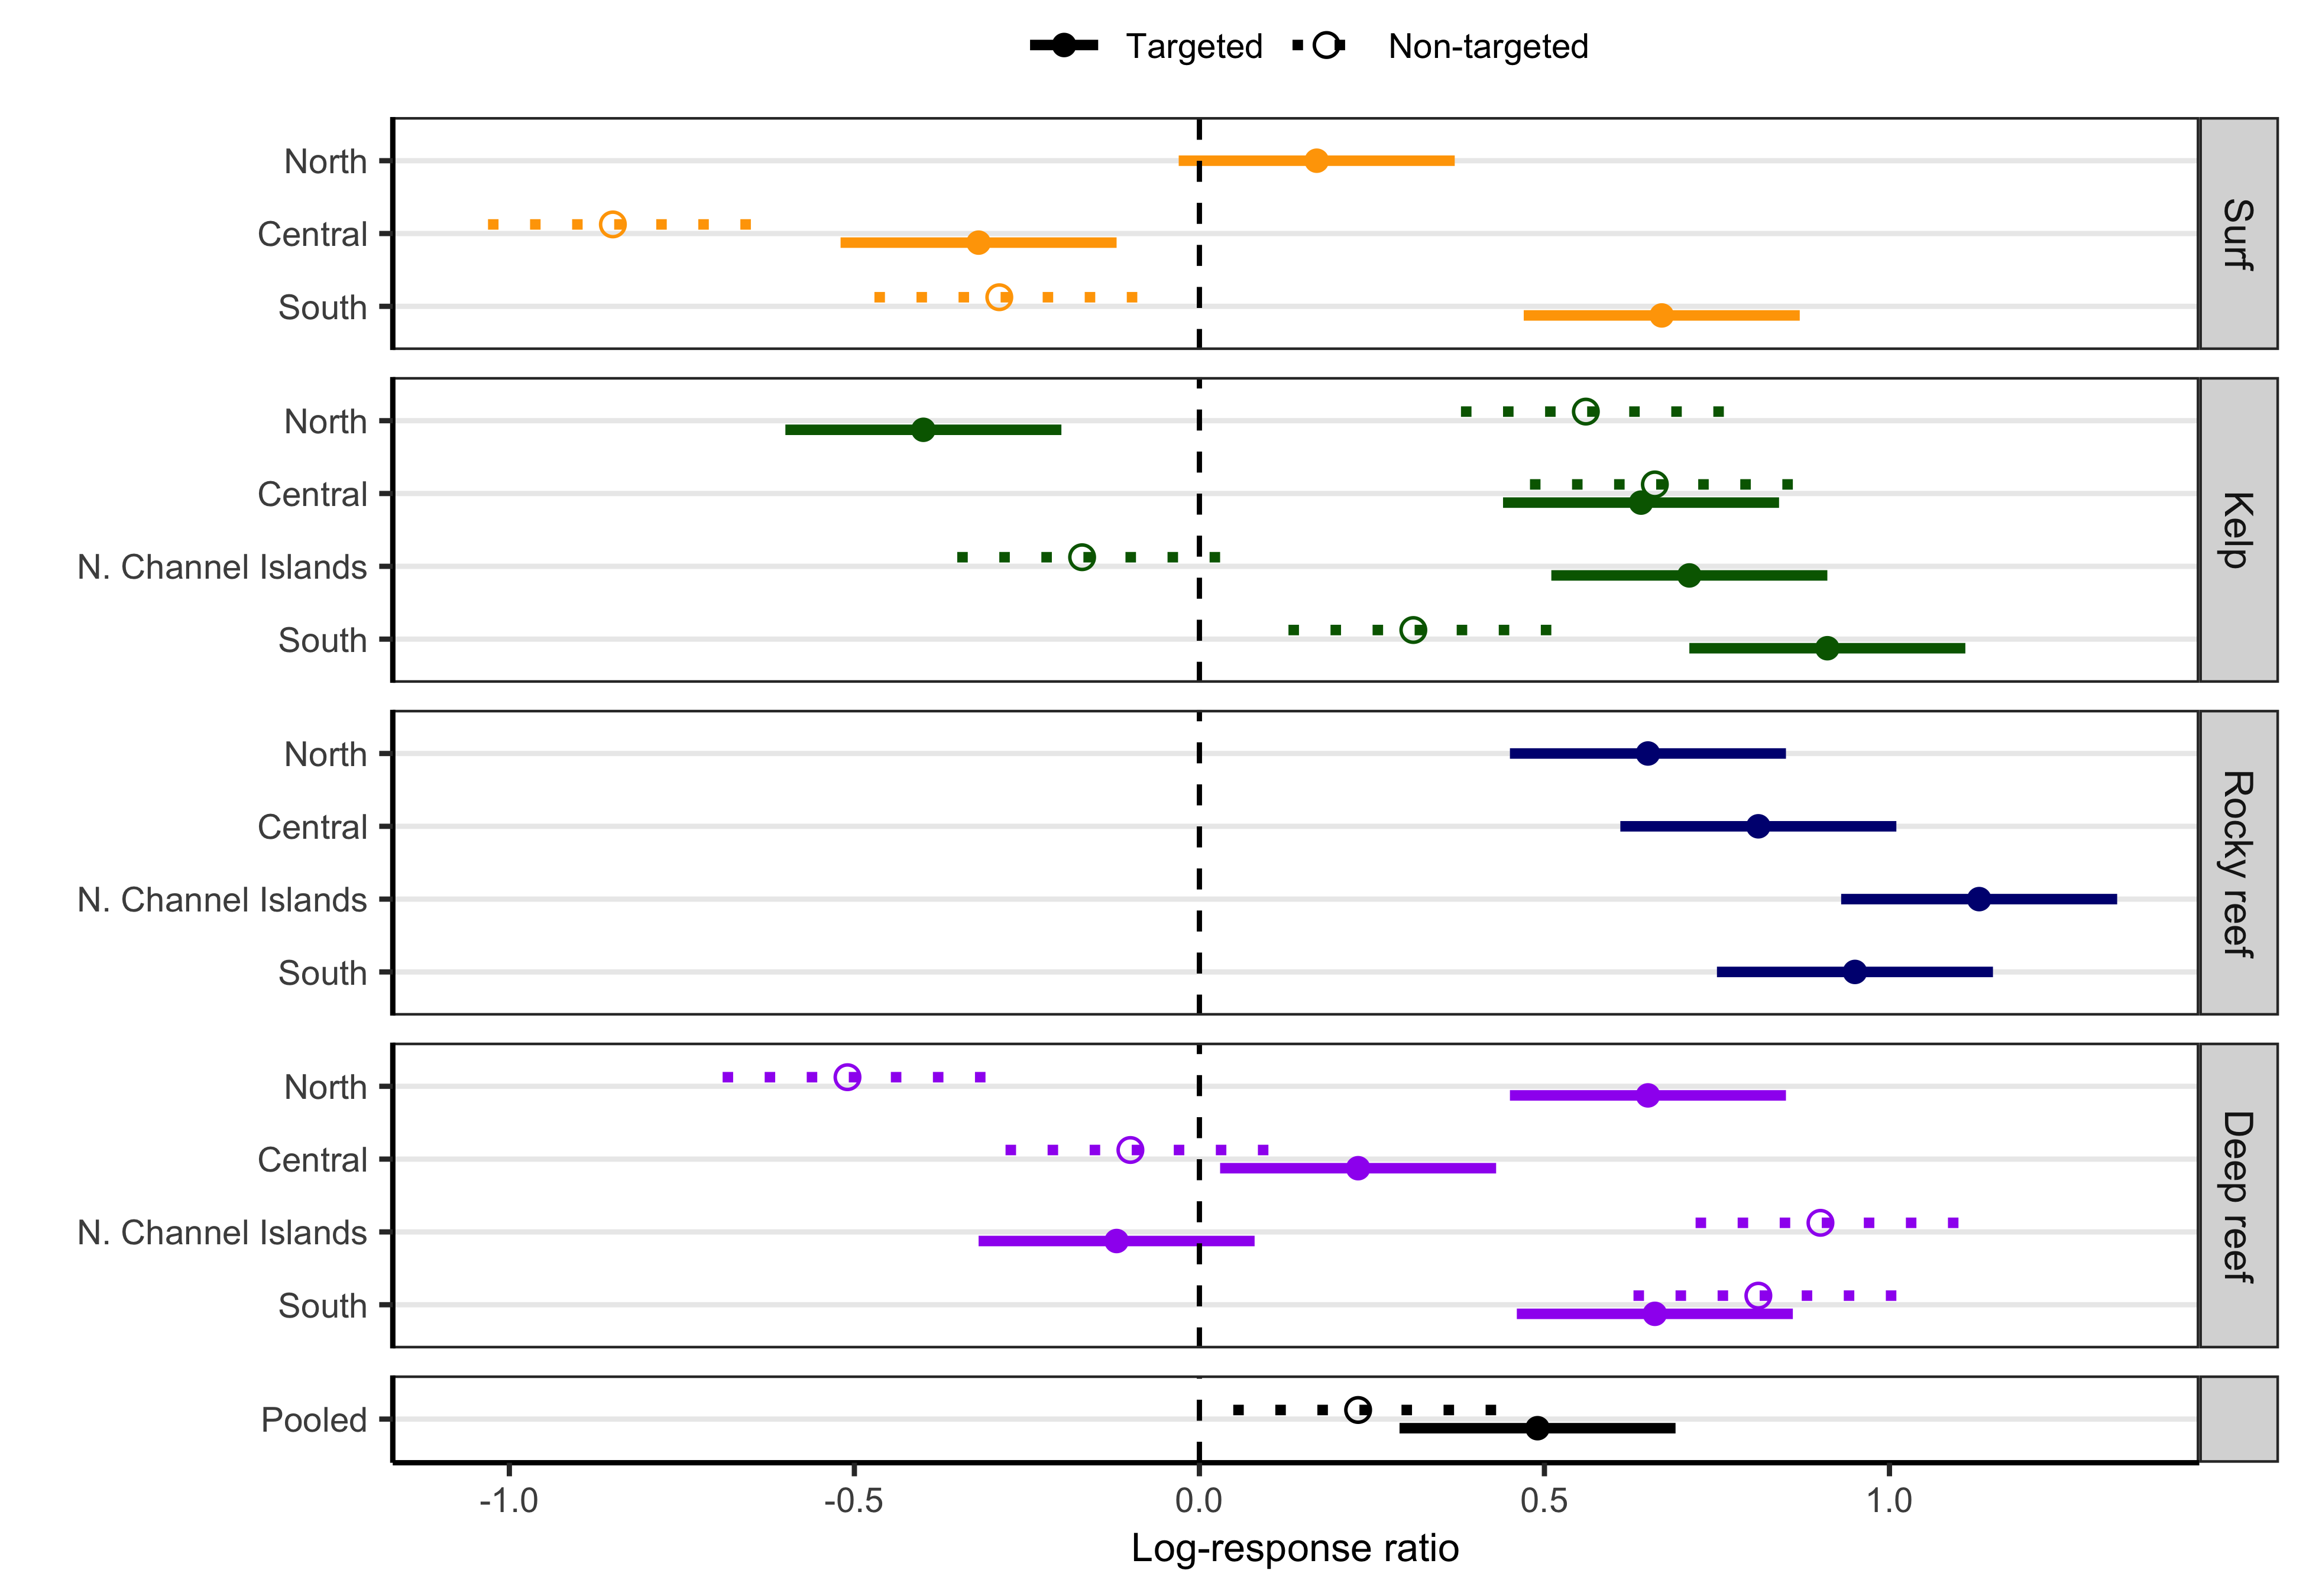 Targeted Non-targeted
North
Central
South
Surf
North
Central
N. Channel Islands
South
Kelp
North
Central
N. Channel Islands
South
Rocky reef
North
Central
N. Channel Islands
South
Deep reef
Pooled
-1.0 -0.5 0.0 0.5 1.0
Log-response ratio